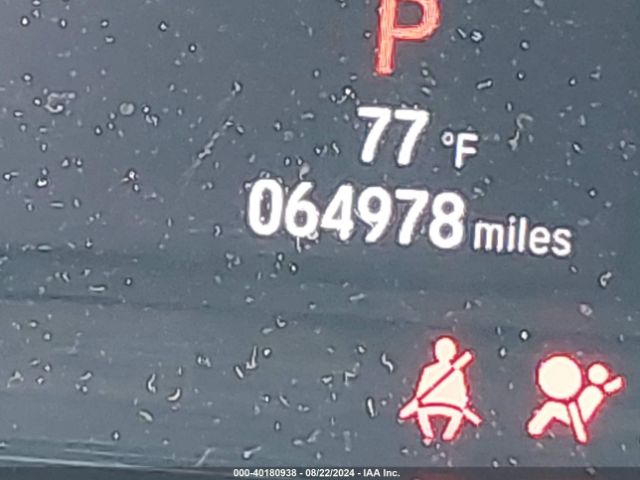 P
77 °F
064978 miles
000-40180938 - 08/22/2024 - IAA Inc.